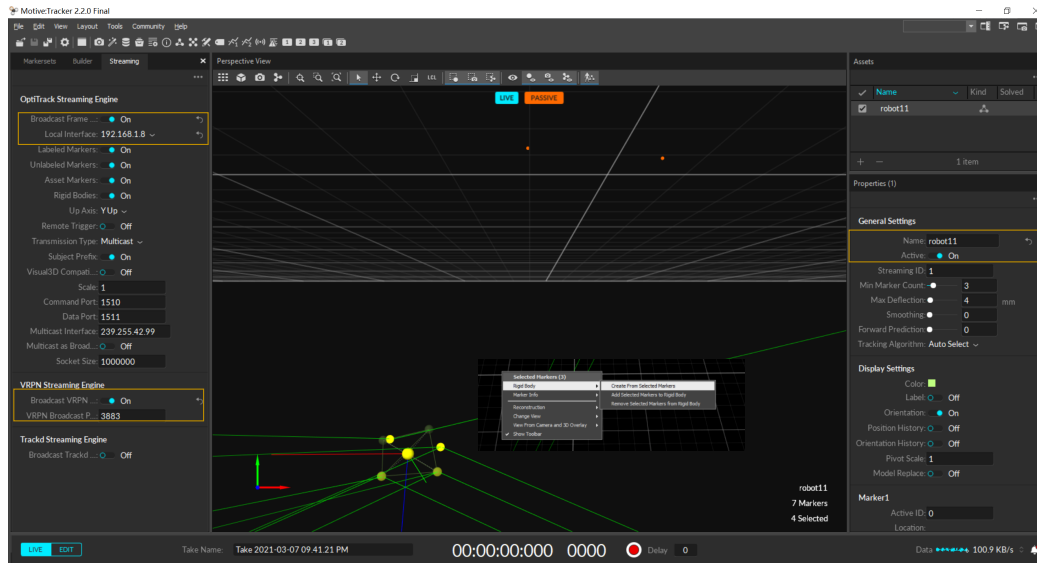 Motive:Tracker 2.2.0 Final
File Edit View Layout Tools Community Help
Markersets Builder Streaming
OptiTrack Streaming Engine
Broadcast Frame ...: On
Local Interface: 192.168.1.8
Labeled Markers: On
Unlabeled Markers: On
Asset Markers: On
Rigid Bodies: On
Up Axis: Y Up
Remote Trigger: Off
Transmission Type: Multicast
Subject Prefix: On
Visual3D Compati...: Off
Scale: 1
Command Port: 1510
Data Port: 1511
Multicast Interface: 239.255.42.99
Multicast as Broad...: Off
Socket Size: 1000000
VRPN Streaming Engine
Broadcast VRPN ...: On
VRPN Broadcast P...: 3883
Trackd Streaming Engine
Broadcast Trackd ...: Off
Perspective View
LCL
LIVE PASSIVE
Selected Markers (3)
Rigid Body
Marker Info
Reconstruction
Change View
View From Camera and 3D Overlay
Show Toolbar
Create From Selected Markers
Add Selected Markers to Rigid Body
Remove Selected Markers from Rigid Body
robot11
7 Markers
4 Selected
Assets
Name Kind Solved
robot11
1 item
Properties (1)
General Settings
Name: robot11
Active: On
Streaming ID: 1
Min Marker Count: 3
Max Deflection: 4 mm
Smoothing: 0
Forward Prediction: 0
Tracking Algorithm: Auto Select
Display Settings
Color:
Label: Off
Orientation: On
Position History: Off
Orientation History: Off
Pivot Scale: 1
Model Replace: Off
Marker1
Active ID: 0
Location:
LIVE EDIT
Take Name: Take 2021-03-07 09.41.21 PM
00:00:00:000 0000
Delay 0
Data 100.9 KB/s